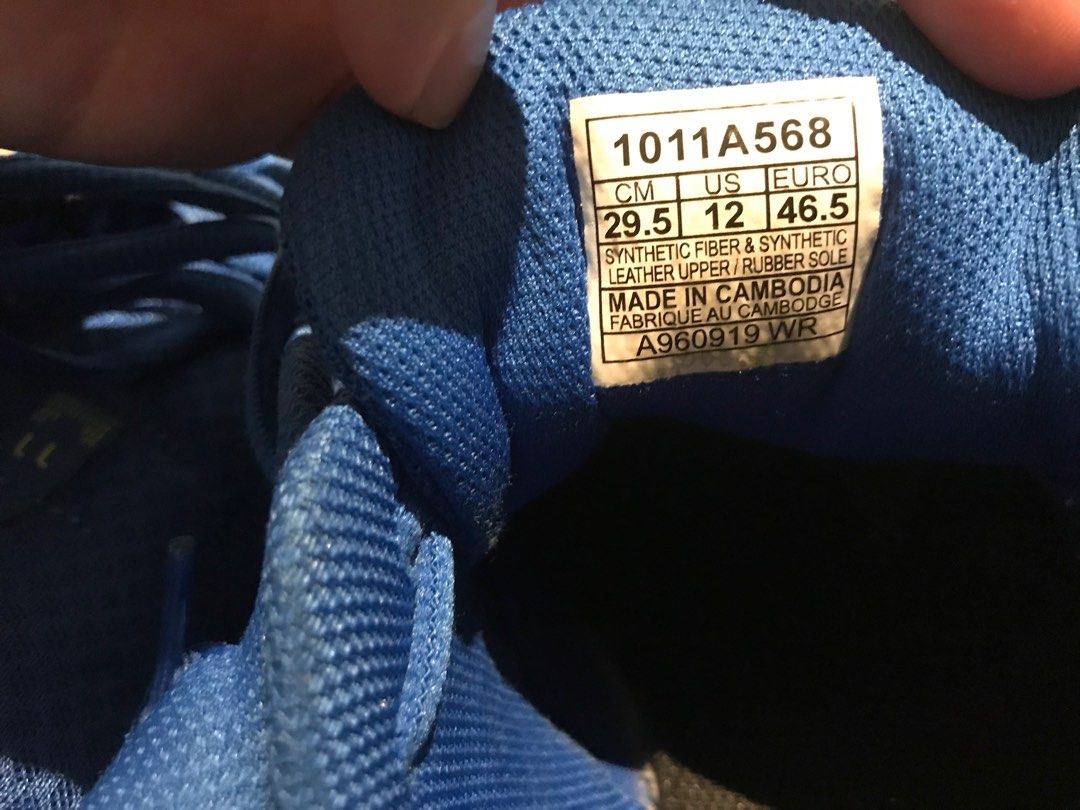 1011A568
CM US EURO
29.5 12 46.5
SYNTHETIC FIBER & SYNTHETIC
LEATHER UPPER / RUBBER SOLE
MADE IN CAMBODIA
FABRIQUE AU CAMBODGE
A960919 WR